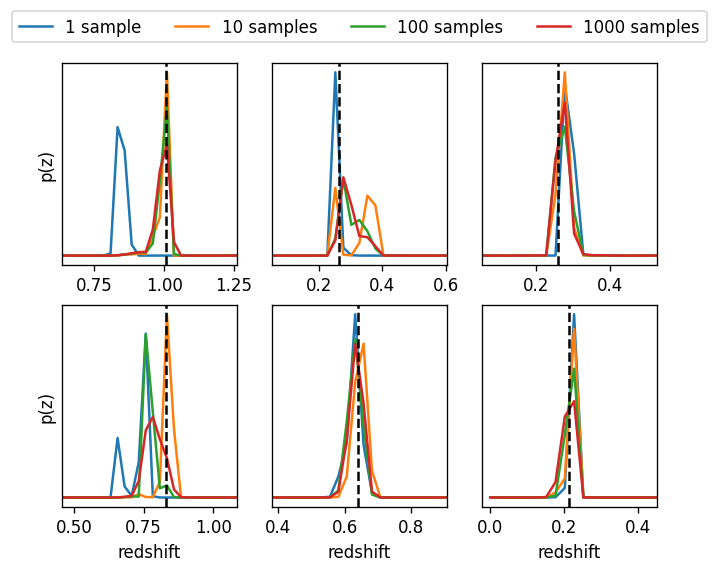 1 sample 10 samples 100 samples 1000 samples
p(z)
0.75 1.00 1.25
0.2 0.4 0.6
0.2 0.4
p(z)
0.50 0.75 1.00
0.4 0.6 0.8
0.0 0.2 0.4
redshift redshift redshift